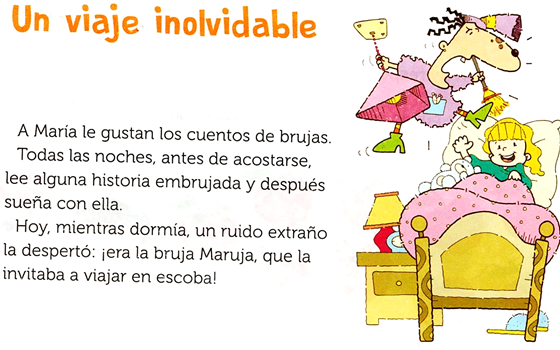 Un viaje inolvidable
A María le gustan los cuentos de brujas.
Todas las noches, antes de acostarse,
lee alguna historia embrujada y después
sueña con ella.
Hoy, mientras dormía, un ruido extraño
la despertó: ¡era la bruja Maruja, que la
invitaba a viajar en escoba!